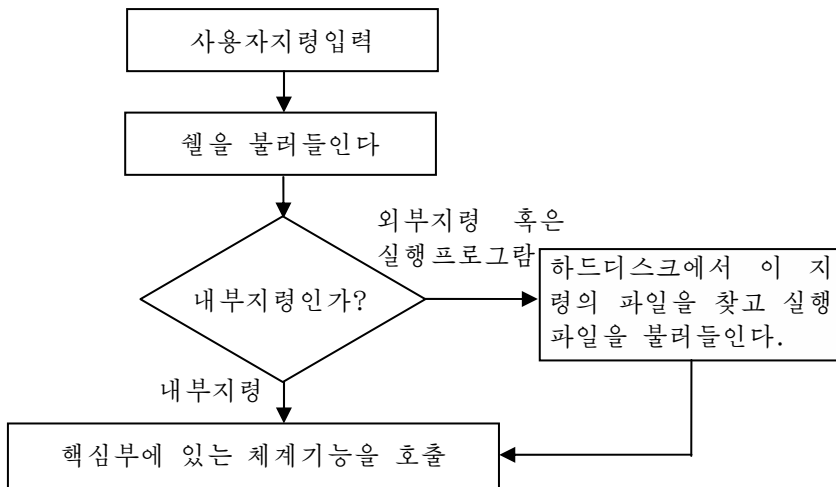 사용자지령입력
쉘을 불러들인다
외부지령 혹은
실행프로그람
내부지령인가?
하드디스크에서 이 지
령의 파일을 찾고 실행
파일을 불러들인다.
내부지령
핵심부에 있는 체계기능을 호출